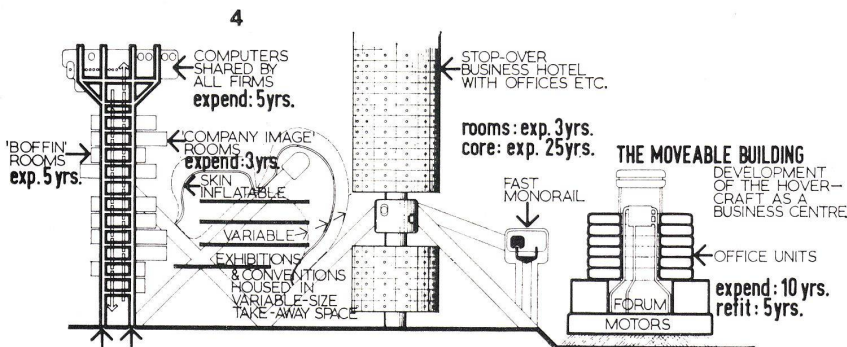 4
COMPUTERS
SHARED BY
ALL FIRMS
expend: 5yrs.
'BOFFIN'
ROOMS
exp. 5yrs.
'COMPANY IMAGE'
ROOMS
expend: 3yrs.
SKIN
INFLATABLE
VARIABLE
EXHIBITIONS
& CONVENTIONS
HOUSED IN
VARIABLE-SIZE
TAKE-AWAY SPACE
STOP-OVER
BUSINESS HOTEL
WITH OFFICES ETC.
rooms: exp. 3yrs.
core: exp. 25yrs.
FAST
MONORAIL
THE MOVEABLE BUILDING
DEVELOPMENT
OF THE HOVER-
CRAFT AS A
BUSINESS CENTRE
OFFICE UNITS
expend: 10 yrs.
refit: 5yrs.
FORUM
MOTORS